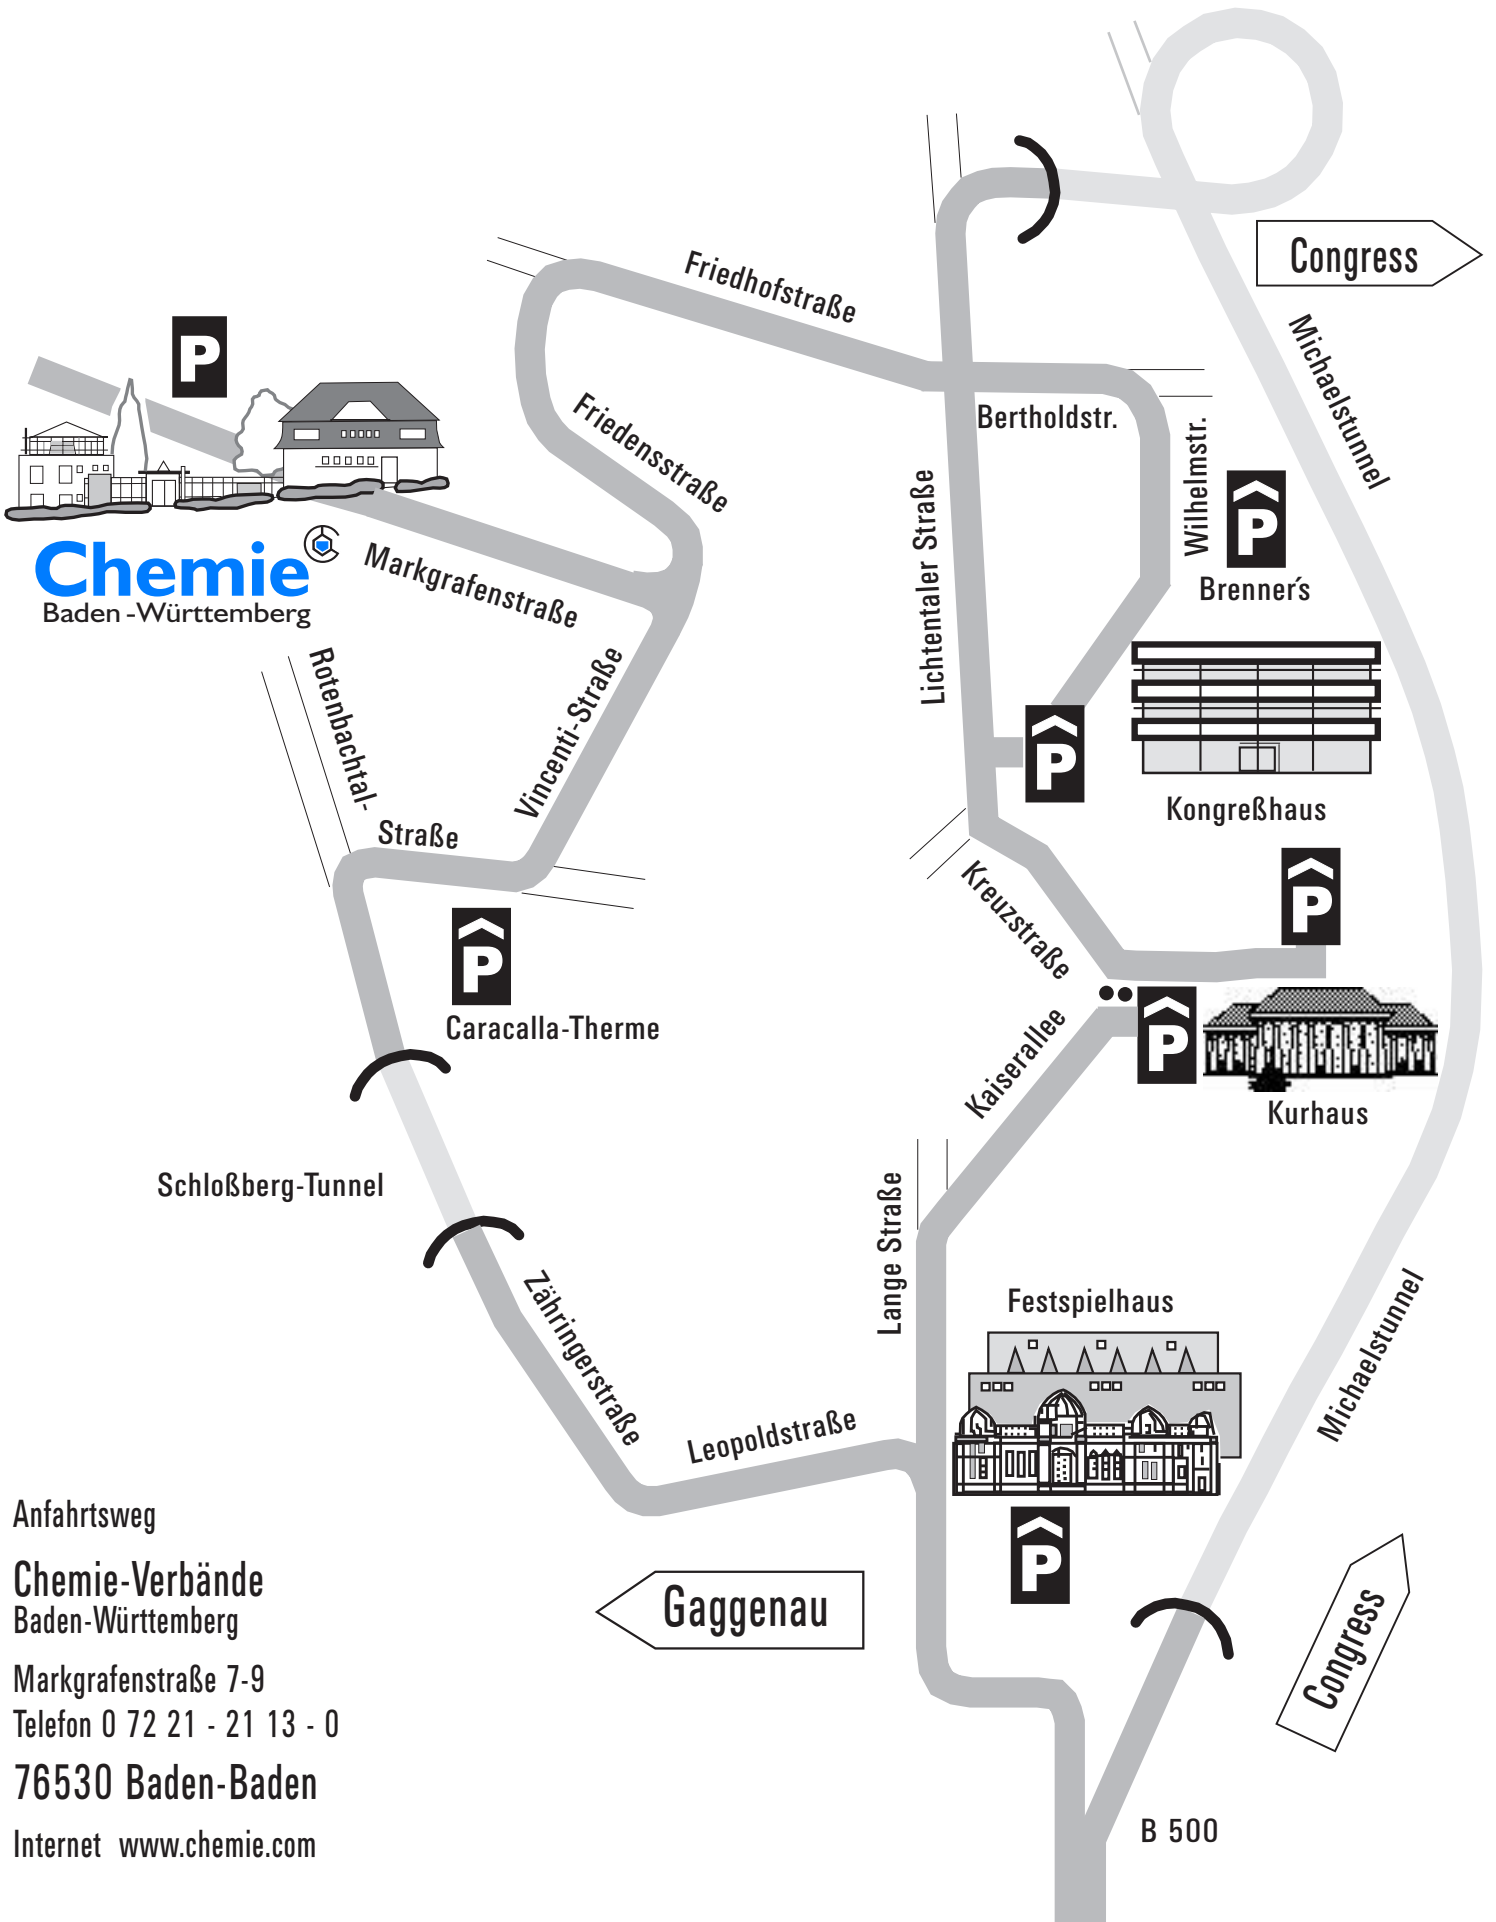 Congress
Friedhofstraße
Michaelstunnel
P
Friedensstraße
Bertholdstr.
Wilhelmstr.
Lichtentaler Straße
P
Brenner's
Chemie
Baden-Württemberg
Markgrafenstraße
Rotenbachtal-
Straße
Vincenti-Straße
P
Kongreßhaus
P
Kreuzstraße
P
Caracalla-Therme
Kaiserallee
P
Kurhaus
Schloßberg-Tunnel
Lange Straße
Zähringerstraße
Festspielhaus
Michaelstunnel
Leopoldstraße
P
Gaggenau
Congress
B 500
Anfahrtsweg
Chemie-Verbände
Baden-Württemberg
Markgrafenstraße 7-9
Telefon 0 72 21 - 21 13 - 0
76530 Baden-Baden
Internet www.chemie.com